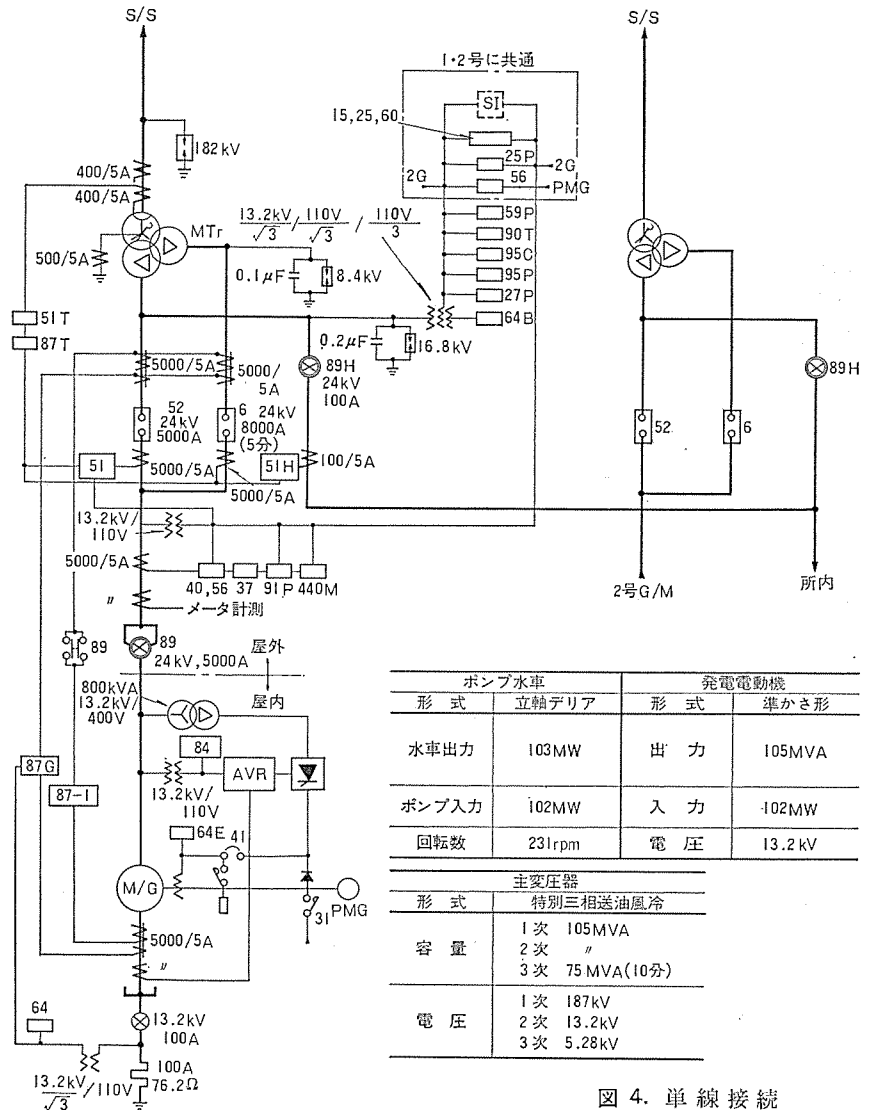 S/S
S/S
1・2号に共通
SI
15,25,60
182kV
25P
2G
56
2G
PMG
400/5A
400/5A
59P
MTr
13.2kV/√3 / 110V/√3 / 110V/3
90T
95C
500/5A
0.1μF
8.4kV
95P
27P
64B
51T
0.2μF
16.8kV
87T
5000/5A
5000/5A
89H
24kV
100A
89H
52
24kV
5000A
6 24kV
8000A
(5分)
52
6
51
5000/5A
51H
100/5A
5000/5A
13.2kV/
110V
5000/5A
40,56
37
91P
440M
2号G/M
所内
〃
メータ計測
89
89
24kV,5000A
屋外
屋内
800kVA
13.2kV/
400V
84
87G
AVR
87-1
13.2kV/
110V
64E
41
M/G
31
PMG
5000/5A
〃
64
13.2kV
100A
13.2kV/√3 /110V
100A
76.2Ω
ポンプ水車 発電電動機
形式 立軸デリア 形式 準かさ形
水車出力 103MW 出力 105MVA
ポンプ入力 102MW 入力 102MW
回転数 231rpm 電圧 13.2kV
主変圧器
形式 特別三相送油風冷
容量 1次 105MVA
2次 〃
3次 75MVA(10分)
電圧 1次 187kV
2次 13.2kV
3次 5.28kV
図 4. 単線接続